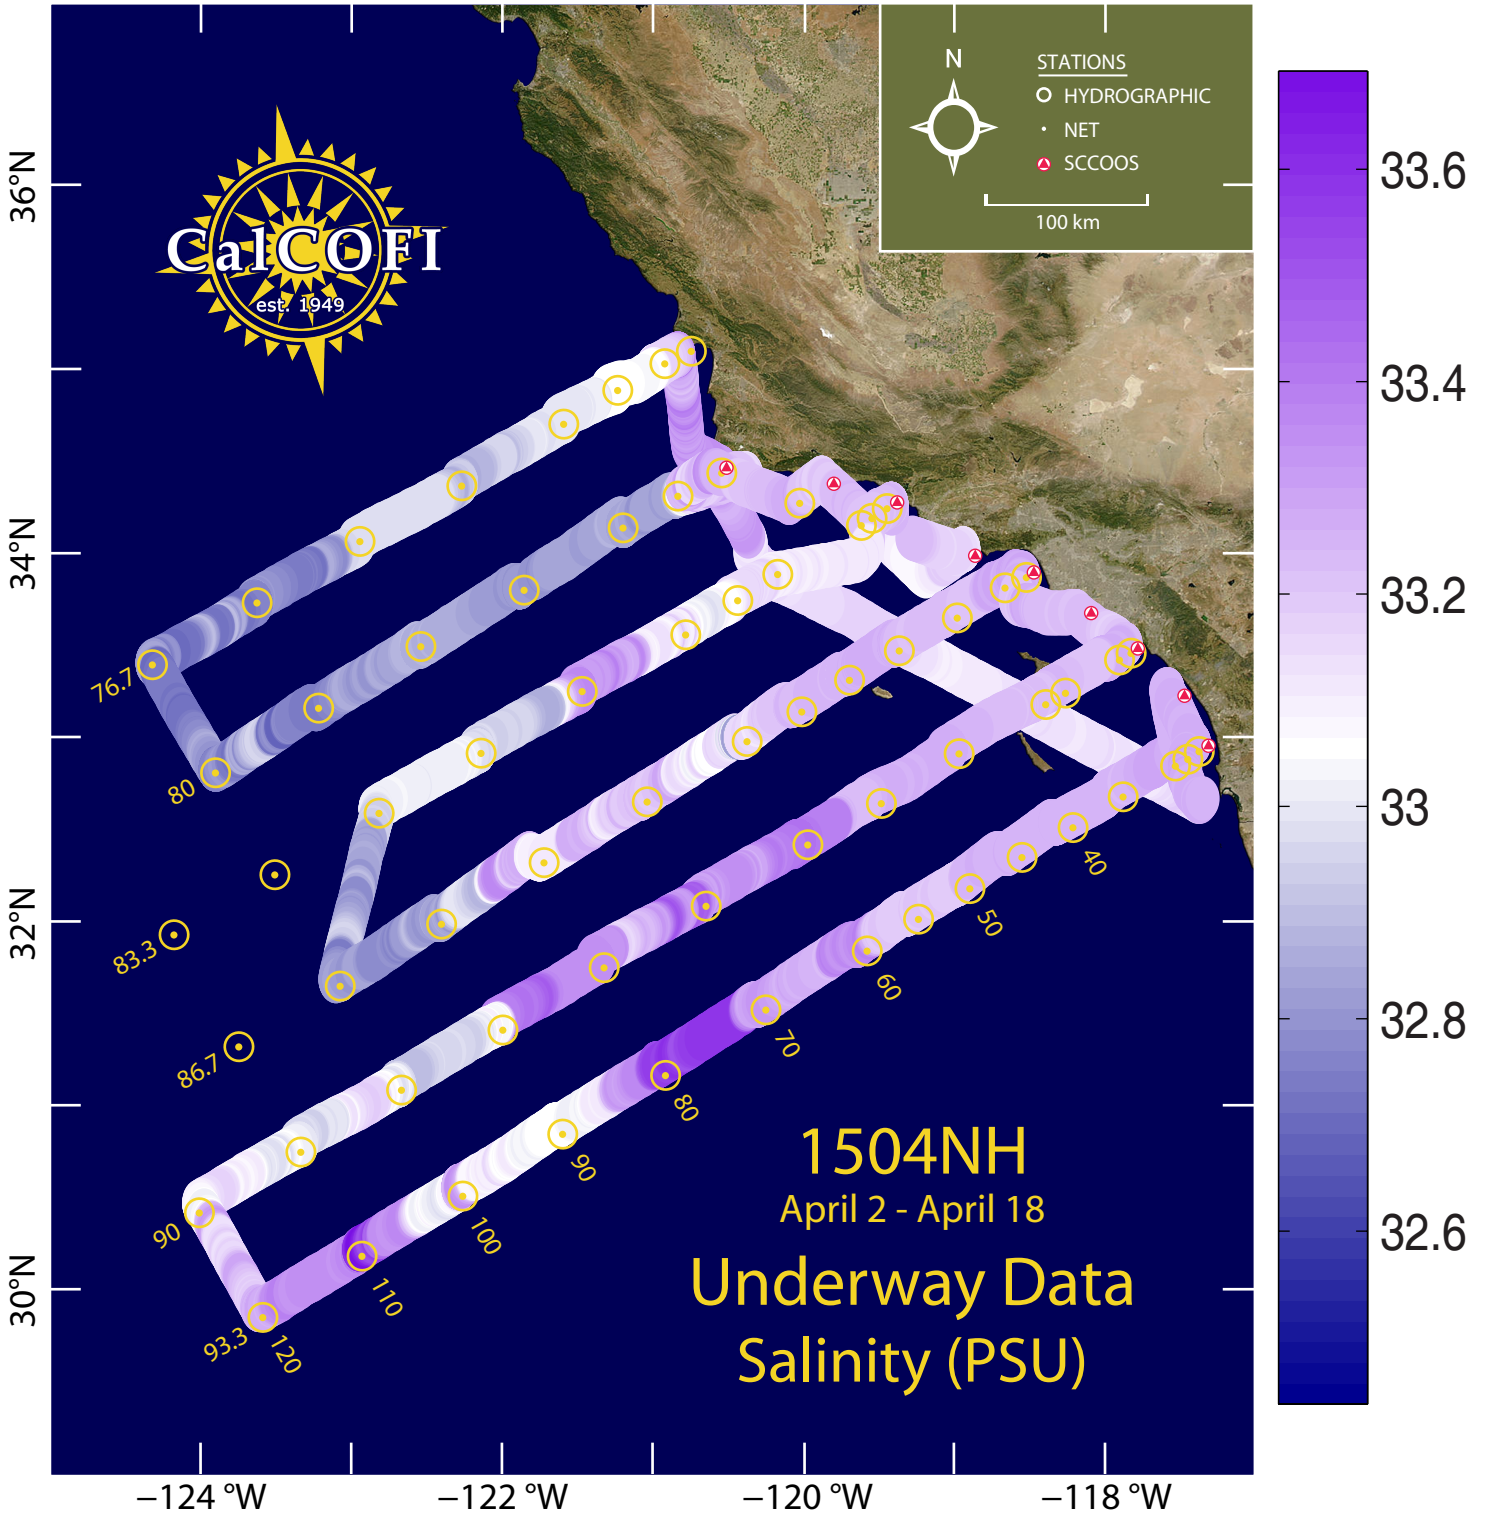 N
STATIONS
HYDROGRAPHIC
NET
SCCOOS
100 km
CalCOFI
est. 1949
36°N
34°N
32°N
30°N
76.7
80
83.3
86.7
90
93.3
40
50
60
70
80
90
100
110
120
1504NH
April 2 - April 18
Underway Data
Salinity (PSU)
−124 °W
−122 °W
−120 °W
−118 °W
33.6
33.4
33.2
33
32.8
32.6